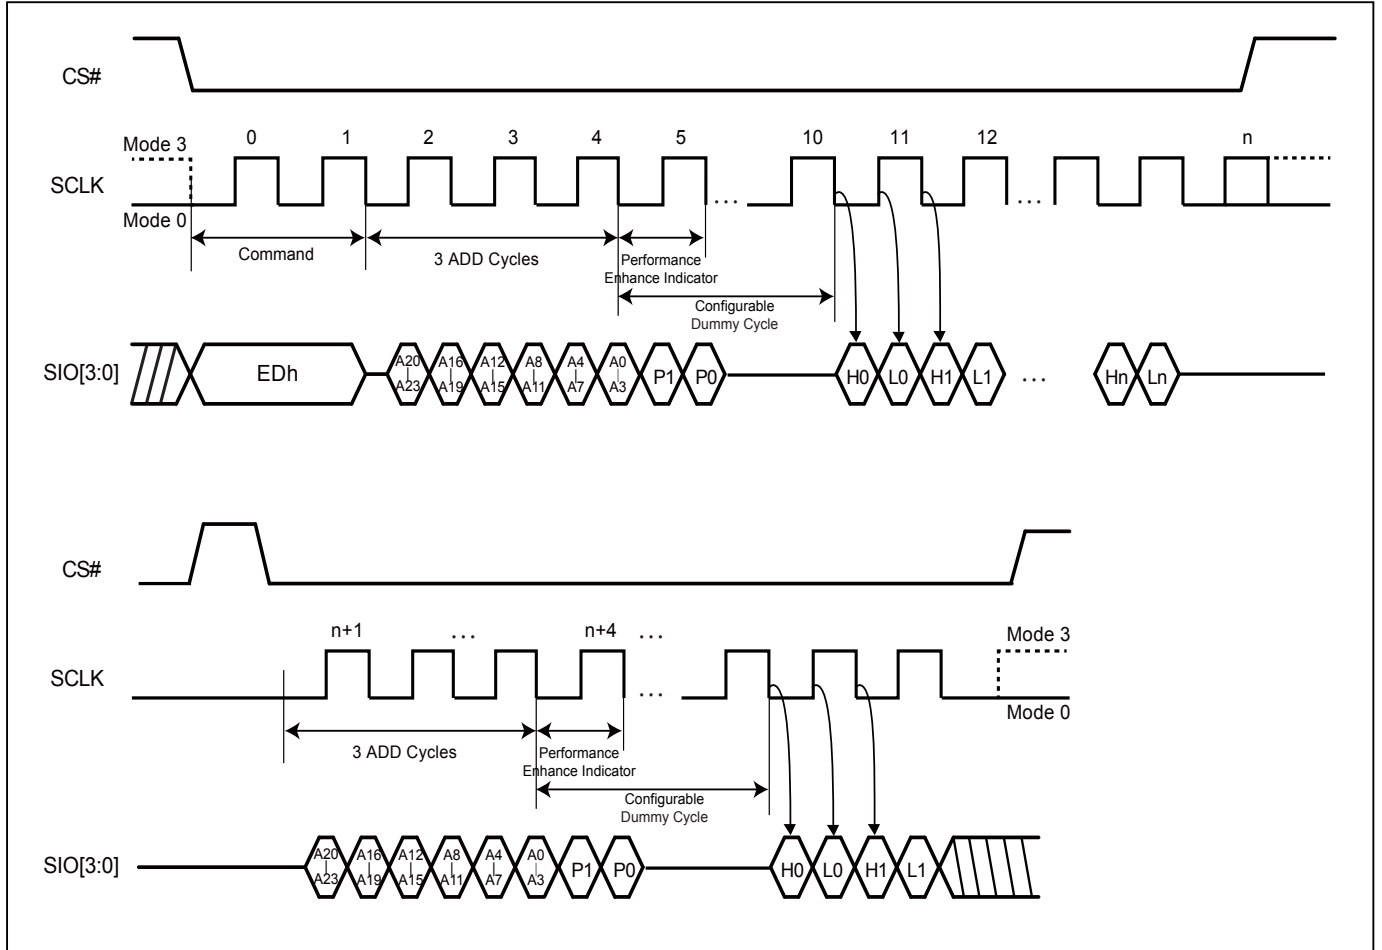 CS#
0 1 2 3 4 5 10 11 12 n
Mode 3
SCLK
... ...
Mode 0
Command
3 ADD Cycles
Performance
Enhance Indicator
Configurable
Dummy Cycle
SIO[3:0]
EDh
A20 A16 A12 A8 A4 A0
A23 A19 A15 A11 A7 A3
P1 P0 H0 L0 H1 L1 ... Hn Ln
CS#
n+1 ... n+4 ...
Mode 3
SCLK
...
Mode 0
3 ADD Cycles
Performance
Enhance Indicator
Configurable
Dummy Cycle
SIO[3:0]
A20 A16 A12 A8 A4 A0
A23 A19 A15 A11 A7 A3
P1 P0 H0 L0 H1 L1